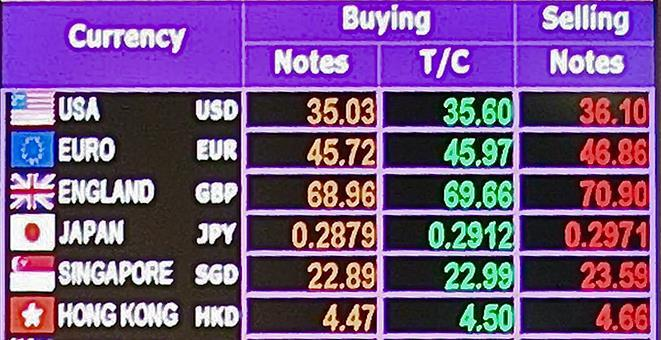 Currency Buying Selling
Notes T/C Notes
USA USD 35.03 35.60 36.10
EURO EUR 45.72 45.97 46.86
ENGLAND GBP 68.96 69.66 70.90
JAPAN JPY 0.2879 0.2912 0.2971
SINGAPORE SGD 22.89 22.99 23.59
HONG KONG HKD 4.47 4.50 4.66